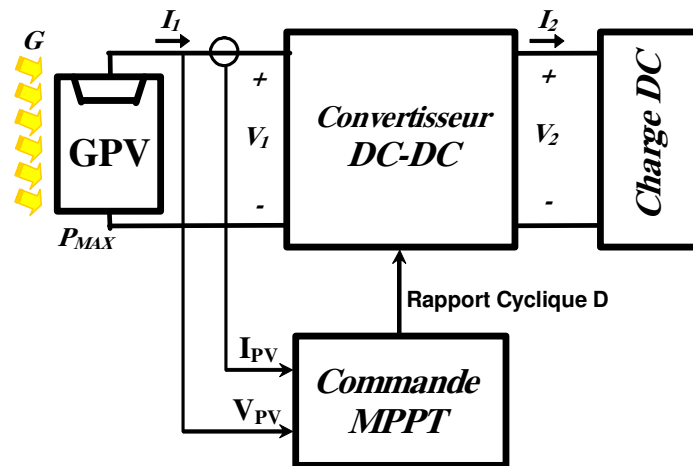 G
I1
I2
GPV
PMAX
+
V1
-
Convertisseur
DC-DC
+
V2
-
Charge DC
Rapport Cyclique D
IPV
VPV
Commande
MPPT